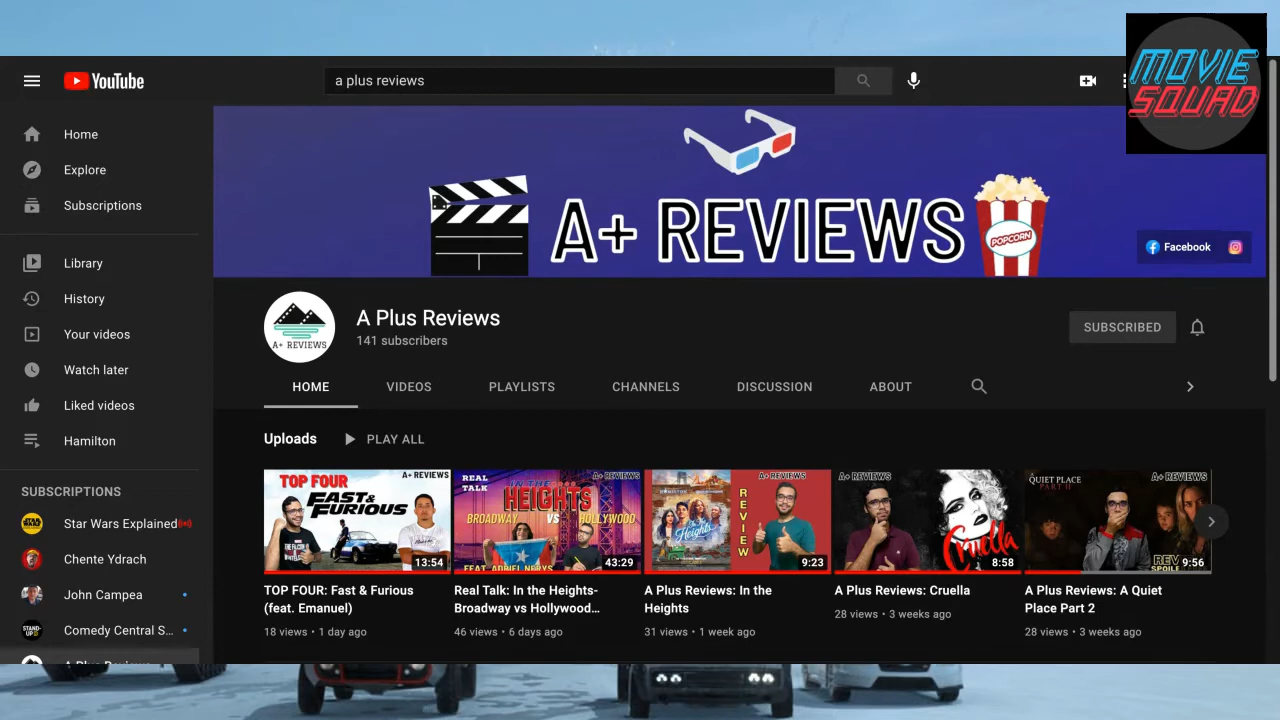 MOVIE
SQUAD
YouTube
a plus reviews
Home
Explore
Subscriptions
Library
History
Your videos
Watch later
Liked videos
Hamilton
SUBSCRIPTIONS
Star Wars Explained
Chente Ydrach
John Campea
Comedy Central S...
A Plus Reviews
A+ REVIEWS
POPCORN
Facebook
A+ REVIEWS
A Plus Reviews
141 subscribers
SUBSCRIBED
HOME
VIDEOS
PLAYLISTS
CHANNELS
DISCUSSION
ABOUT
Uploads
PLAY ALL
TOP FOUR
A+ REVIEWS
FAST &
FURIOUS
13:54
TOP FOUR: Fast & Furious
(feat. Emanuel)
18 views • 1 day ago
REAL
TALK
A+ REVIEWS
IN THE
HEIGHTS
BROADWAY VS HOLLYWOOD
FEAT. ADRIEL NERYS
43:29
Real Talk: In the Heights-
Broadway vs Hollywood...
46 views • 6 days ago
A+ REVIEWS
Heights
REVIEW
9:23
A Plus Reviews: In the
Heights
31 views • 1 week ago
A+ REVIEWS
Cruella
8:58
A Plus Reviews: Cruella
28 views • 3 weeks ago
A QUIET PLACE
PART II
A+ REVIEWS
9:56
A Plus Reviews: A Quiet
Place Part 2
28 views • 3 weeks ago